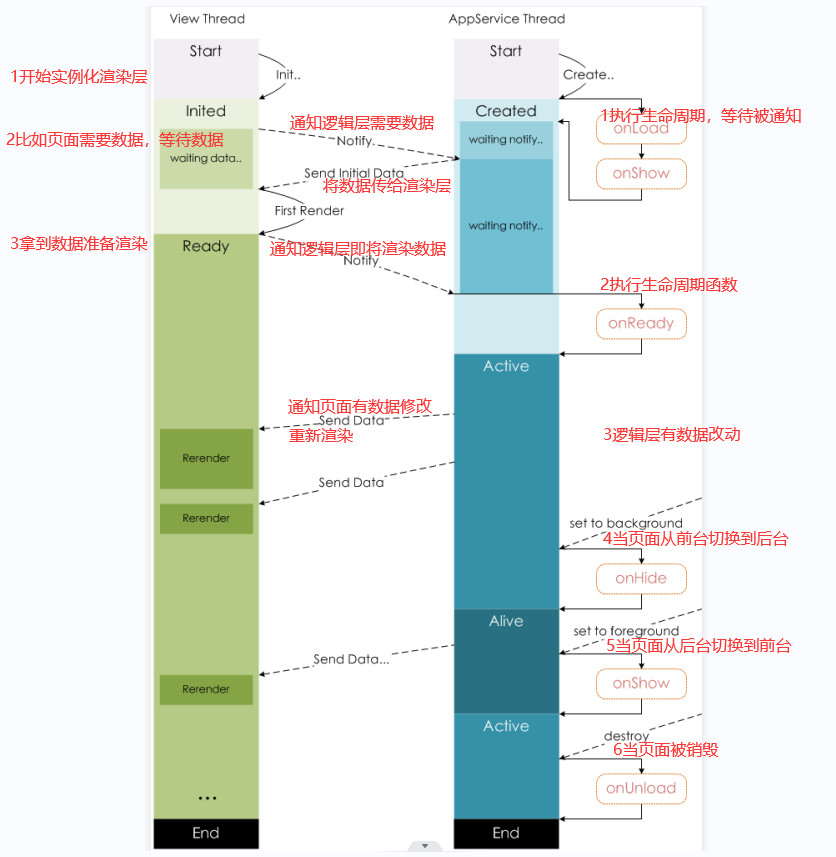 View Thread
AppService Thread
Start
Start
1开始实例化渲染层
Init..
Create..
Inited
Created
1执行生命周期，等待被通知
onLoad
通知逻辑层需要数据
2比如页面需要数据，等待数据
Notify
waiting notify..
waiting data..
Send Initial Data
onShow
将数据传给渲染层
First Render
waiting notify..
3拿到数据准备渲染
Ready
通知逻辑层即将渲染数据
Notify
2执行生命周期函数
onReady
Active
通知页面有数据修改
Send Data
重新渲染
3逻辑层有数据改动
Rerender
Send Data
Rerender
set to background
4当页面从前台切换到后台
onHide
Alive
set to foreground
5当页面从后台切换到前台
Send Data...
onShow
Rerender
Active
destroy
6当页面被销毁
onUnload
...
End
End